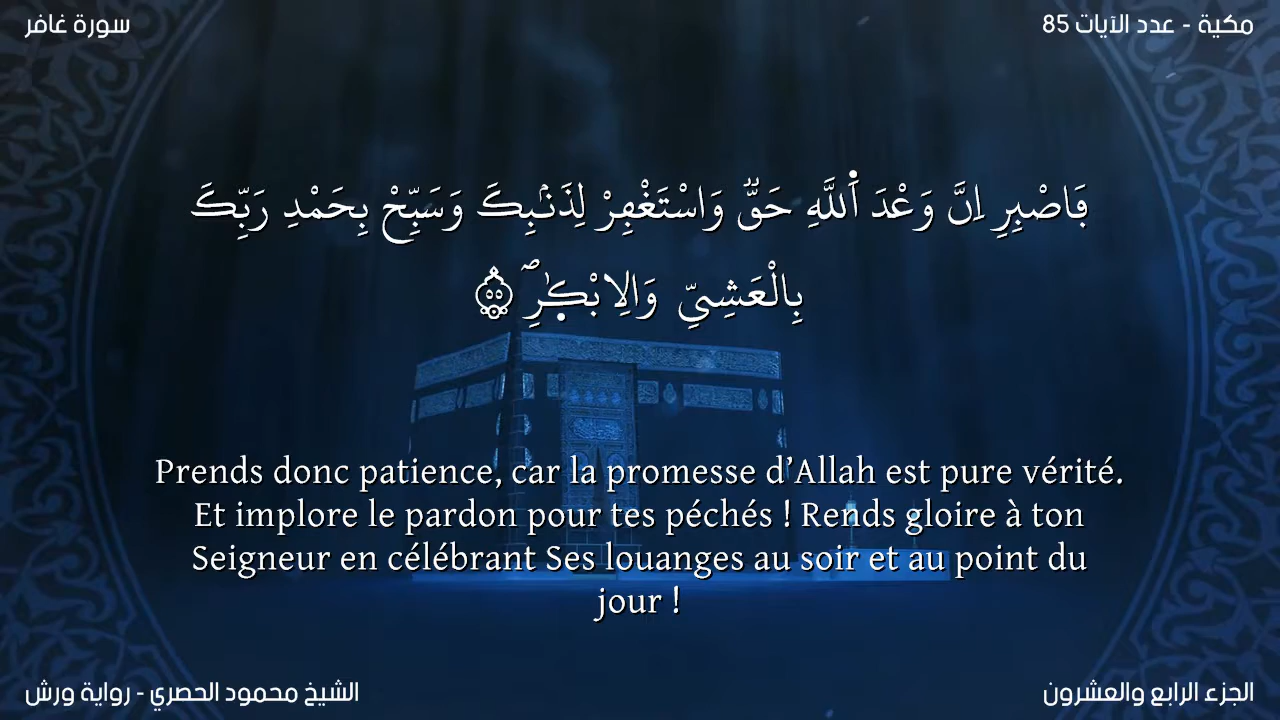 سورة غافر
مكية - عدد الآيات 85
فَاصْبِرِ اِنَّ وَعْدَ اَ۬للَّهِ حَقّٞ وَاسْتَغْفِرْ لِذَنۢبِكَ وَسَبِّحْ بِحَمْدِ رَبِّكَ
بِالْعَشِيِّ وَالِابْكٰ۪رِۖ ۝٥٥
Prends donc patience, car la promesse d’Allah est pure vérité.
Et implore le pardon pour tes péchés ! Rends gloire à ton
Seigneur en célébrant Ses louanges au soir et au point du
jour !
الشيخ محمود الحصري - رواية ورش
الجزء الرابع والعشرون